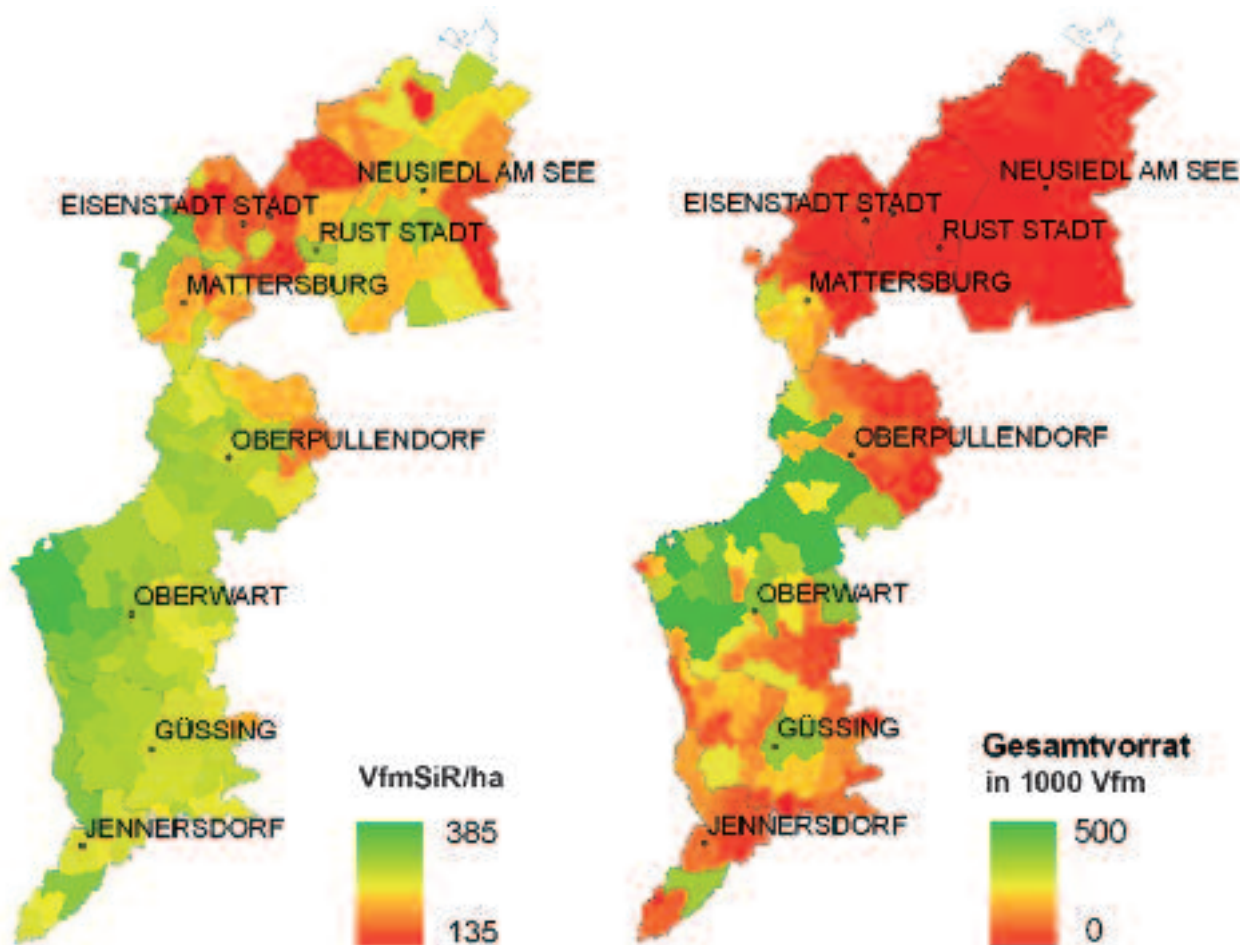 NEUSIEDL AM SEE
EISENSTADT STADT
RUST STADT
MATTERSBURG
OBERPULLENDORF
OBERWART
GÜSSING
JENNERSDORF
VfmSiR/ha
385
135
NEUSIEDL AM SEE
EISENSTADT STADT
RUST STADT
MATTERSBURG
OBERPULLENDORF
OBERWART
GÜSSING
JENNERSDORF
Gesamtvorrat
in 1000 Vfm
500
0